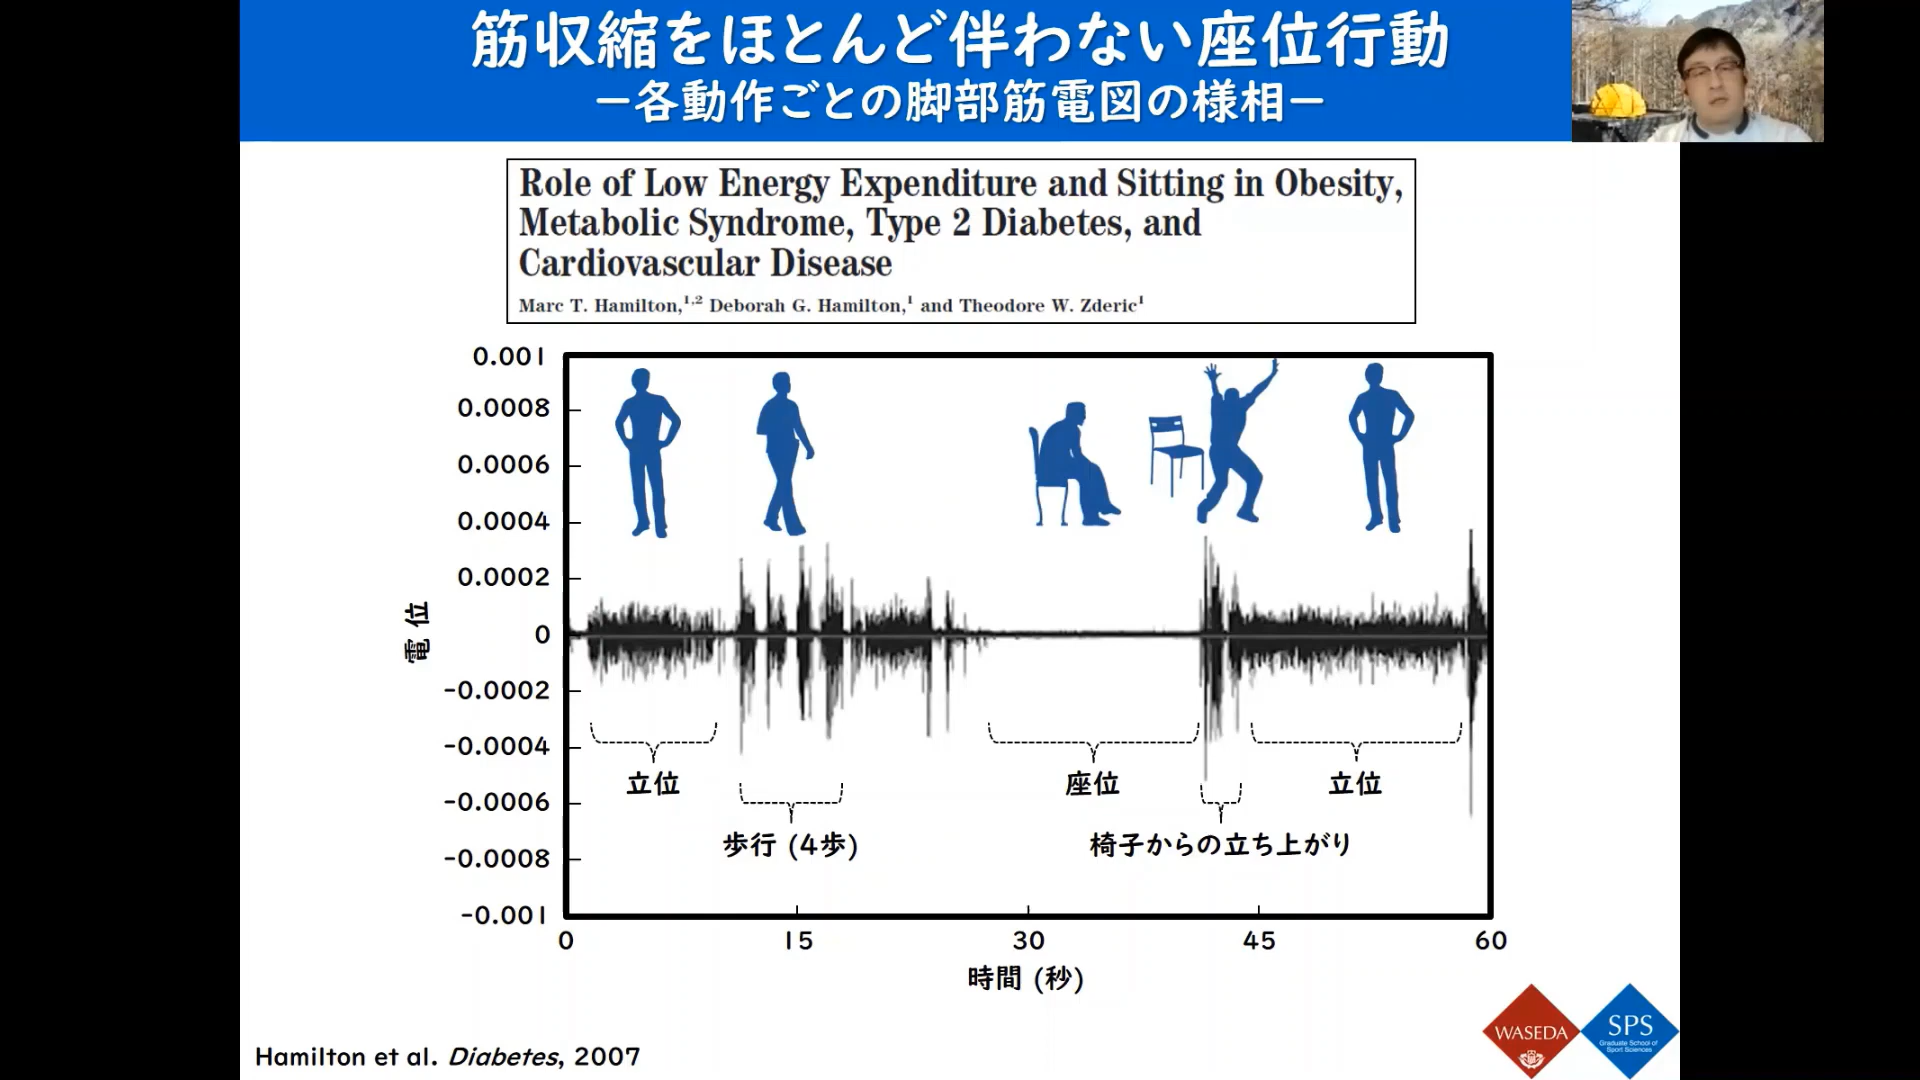 筋収縮をほとんど伴わない座位行動
－各動作ごとの脚部筋電図の様相－
Role of Low Energy Expenditure and Sitting in Obesity,
Metabolic Syndrome, Type 2 Diabetes, and
Cardiovascular Disease
Marc T. Hamilton,1,2 Deborah G. Hamilton,1 and Theodore W. Zderic1
電位
0.001
0.0008
0.0006
0.0004
0.0002
0
-0.0002
-0.0004
-0.0006
-0.0008
-0.001
立位
座位
立位
歩行 (4歩)
椅子からの立ち上がり
0
15
30
45
60
時間 (秒)
WASEDA
SPS
Graduate School of
Sport Sciences
Hamilton et al. Diabetes, 2007